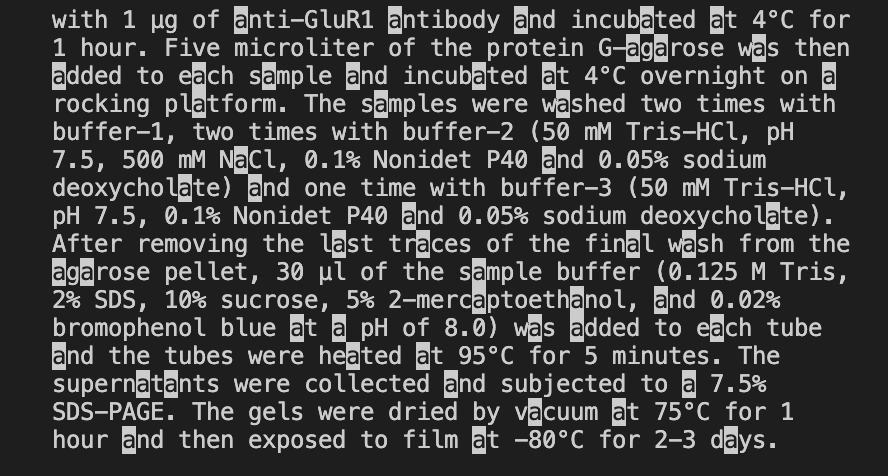 with 1 µg of anti–GluR1 antibody and incubated at 4°C for
1 hour. Five microliter of the protein G–agarose was then
added to each sample and incubated at 4°C overnight on a
rocking platform. The samples were washed two times with
buffer–1, two times with buffer–2 (50 mM Tris–HCl, pH
7.5, 500 mM NaCl, 0.1% Nonidet P40 and 0.05% sodium
deoxycholate) and one time with buffer–3 (50 mM Tris–HCl,
pH 7.5, 0.1% Nonidet P40 and 0.05% sodium deoxycholate).
After removing the last traces of the final wash from the
agarose pellet, 30 µl of the sample buffer (0.125 M Tris,
2% SDS, 10% sucrose, 5% 2–mercaptoethanol, and 0.02%
bromophenol blue at a pH of 8.0) was added to each tube
and the tubes were heated at 95°C for 5 minutes. The
supernatants were collected and subjected to a 7.5%
SDS–PAGE. The gels were dried by vacuum at 75°C for 1
hour and then exposed to film at –80°C for 2–3 days.